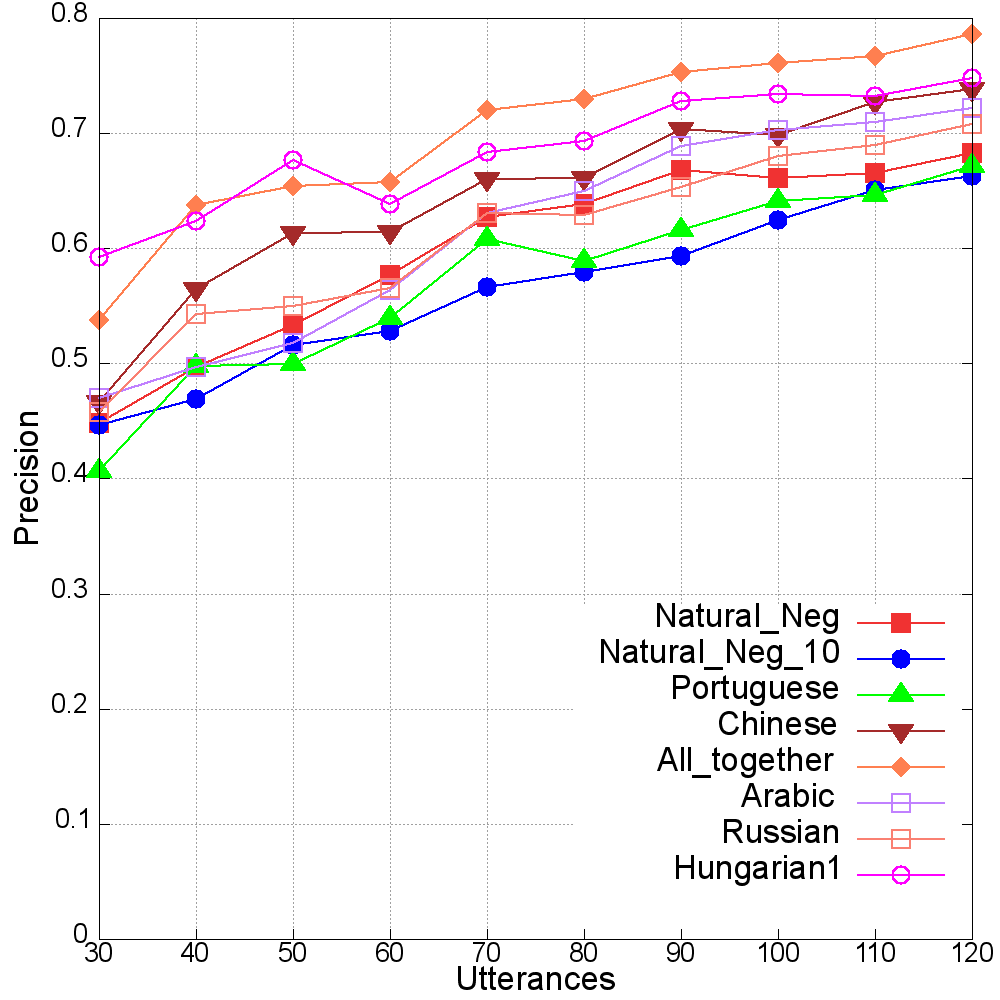 0.8
0.7
0.6
0.5
0.4
0.3
0.2
0.1
0
Precision
Natural_Neg
Natural_Neg_10
Portuguese
Chinese
All_together
Arabic
Russian
Hungarian1
30 40 50 60 70 80 90 100 110 120
Utterances